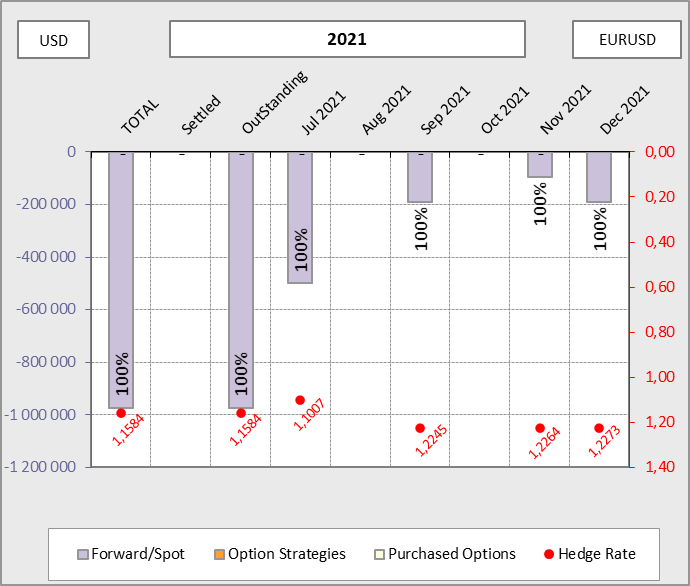 USD
2021
EURUSD
TOTAL
Settled
OutStanding
Jul 2021
Aug 2021
Sep 2021
Oct 2021
Nov 2021
Dec 2021
0
-200 000
-400 000
-600 000
-800 000
-1 000 000
-1 200 000
0,00
0,20
0,40
0,60
0,80
1,00
1,20
1,40
100%
100%
100%
100%
100%
100%
1,1584
1,1584
1,1007
1,2245
1,2264
1,2273
Forward/Spot
Option Strategies
Purchased Options
Hedge Rate